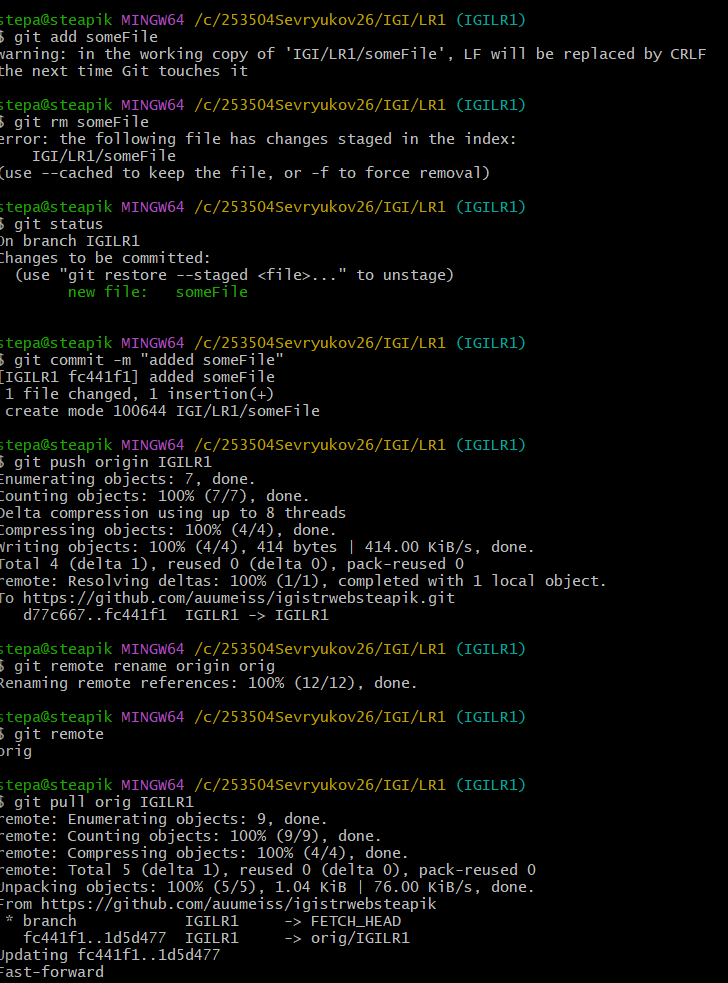 stepa@steapik MINGW64 /c/253504Sevryukov26/IGI/LR1 (IGILR1)
$ git add someFile
warning: in the working copy of 'IGI/LR1/someFile', LF will be replaced by CRLF
the next time Git touches it
stepa@steapik MINGW64 /c/253504Sevryukov26/IGI/LR1 (IGILR1)
$ git rm someFile
error: the following file has changes staged in the index:
    IGI/LR1/someFile
(use --cached to keep the file, or -f to force removal)
stepa@steapik MINGW64 /c/253504Sevryukov26/IGI/LR1 (IGILR1)
$ git status
On branch IGILR1
Changes to be committed:
  (use "git restore --staged <file>..." to unstage)
        new file:   someFile
stepa@steapik MINGW64 /c/253504Sevryukov26/IGI/LR1 (IGILR1)
$ git commit -m "added someFile"
[IGILR1 fc441f1] added someFile
 1 file changed, 1 insertion(+)
 create mode 100644 IGI/LR1/someFile
stepa@steapik MINGW64 /c/253504Sevryukov26/IGI/LR1 (IGILR1)
$ git push origin IGILR1
Enumerating objects: 7, done.
Counting objects: 100% (7/7), done.
Delta compression using up to 8 threads
Compressing objects: 100% (4/4), done.
Writing objects: 100% (4/4), 414 bytes | 414.00 KiB/s, done.
Total 4 (delta 1), reused 0 (delta 0), pack-reused 0
remote: Resolving deltas: 100% (1/1), completed with 1 local object.
To https://github.com/auumeiss/igistrwebsteapik.git
   d77c667..fc441f1  IGILR1 -> IGILR1
stepa@steapik MINGW64 /c/253504Sevryukov26/IGI/LR1 (IGILR1)
$ git remote rename origin orig
Renaming remote references: 100% (12/12), done.
stepa@steapik MINGW64 /c/253504Sevryukov26/IGI/LR1 (IGILR1)
$ git remote
orig
stepa@steapik MINGW64 /c/253504Sevryukov26/IGI/LR1 (IGILR1)
$ git pull orig IGILR1
remote: Enumerating objects: 9, done.
remote: Counting objects: 100% (9/9), done.
remote: Compressing objects: 100% (4/4), done.
remote: Total 5 (delta 1), reused 0 (delta 0), pack-reused 0
Unpacking objects: 100% (5/5), 1.04 KiB | 76.00 KiB/s, done.
From https://github.com/auumeiss/igistrwebsteapik
 * branch            IGILR1     -> FETCH_HEAD
   fc441f1..1d5d477  IGILR1     -> orig/IGILR1
Updating fc441f1..1d5d477
Fast-forward